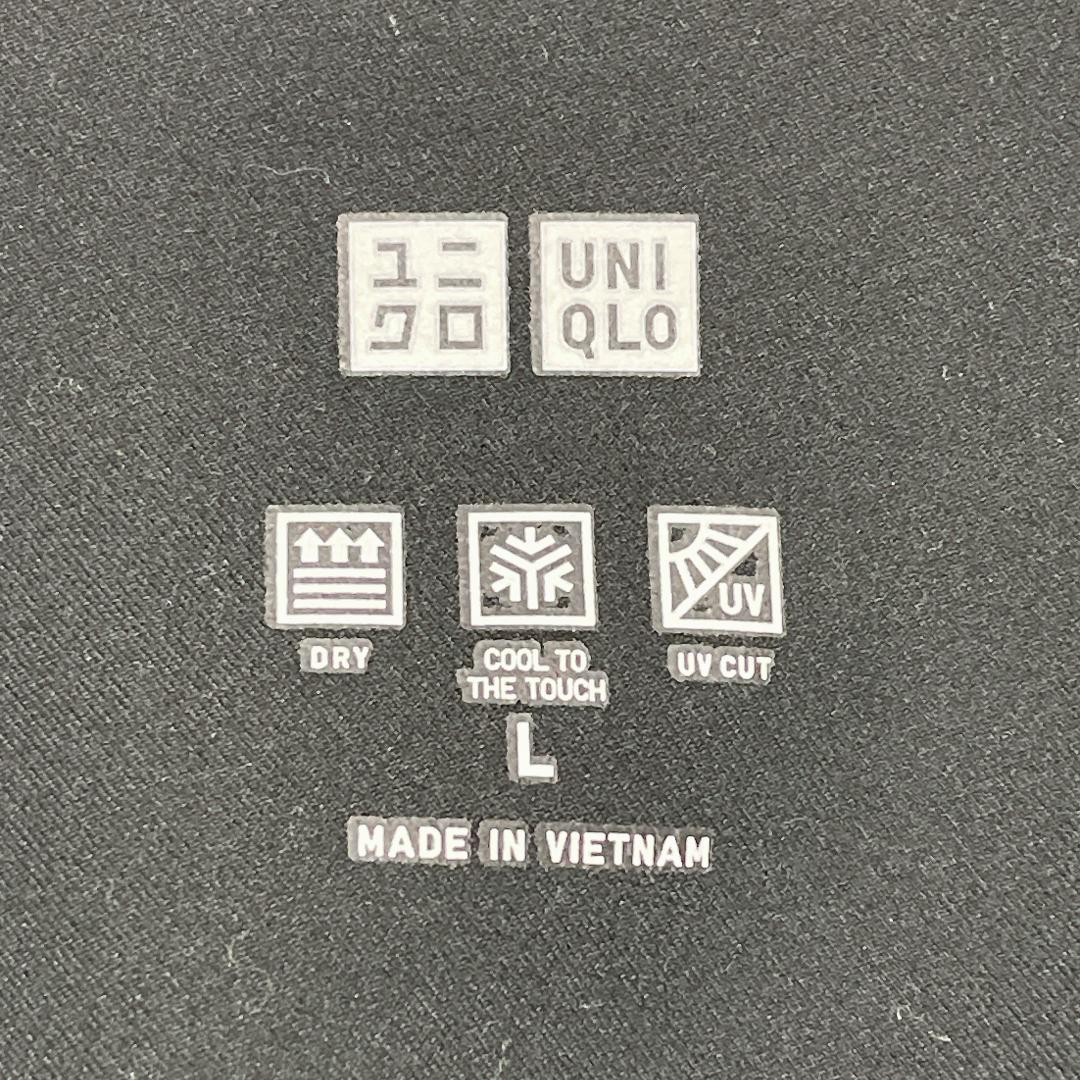 ユニ
クロ
UNI
QLO
UV
DRY
COOL TO
THE TOUCH
UV CUT
L
MADE IN VIETNAM